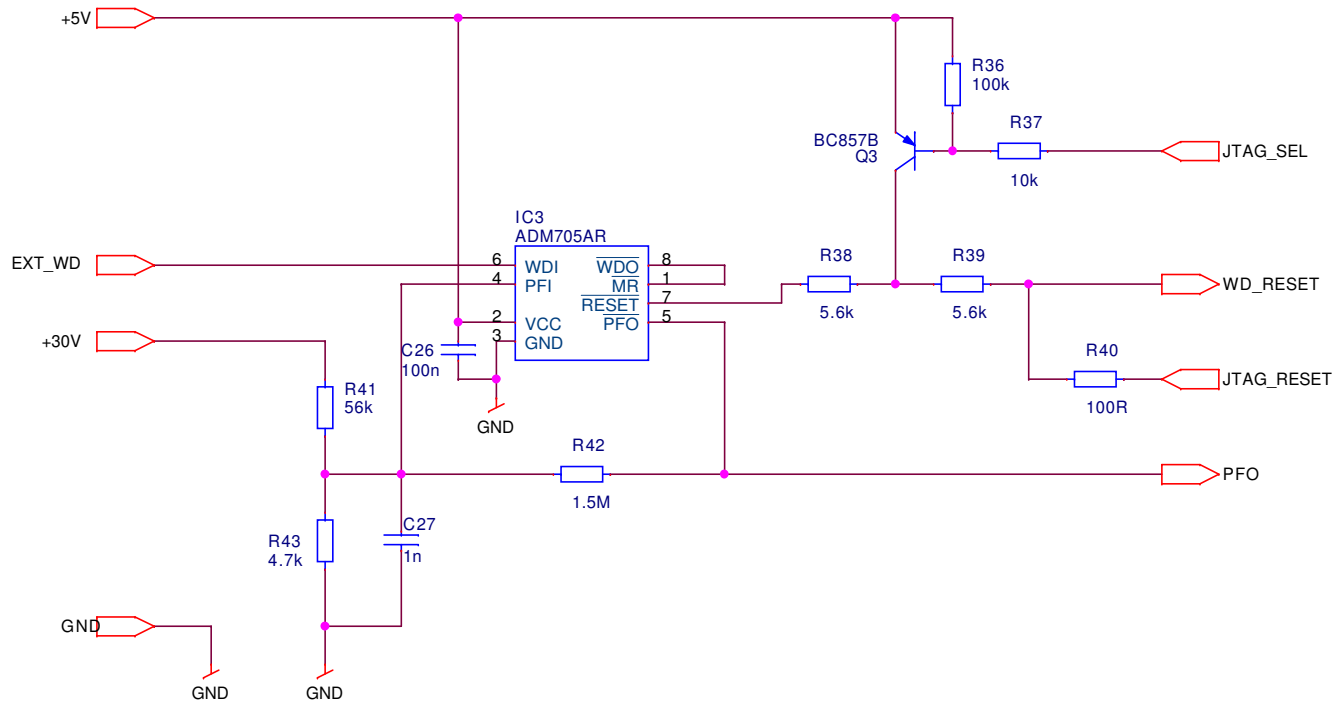 +5V
R36
100k
R37
10k
BC857B
Q3
JTAG_SEL
IC3
ADM705AR
EXT_WD
6
4
2
3
WDI
PFI
VCC
GND
WDO
MR
RESET
PFO
8
1
7
5
R38
5.6k
R39
5.6k
WD_RESET
+30V
C26
100n
GND
R40
100R
JTAG_RESET
R41
56k
R42
1.5M
PFO
R43
4.7k
C27
1n
GND
GND
GND